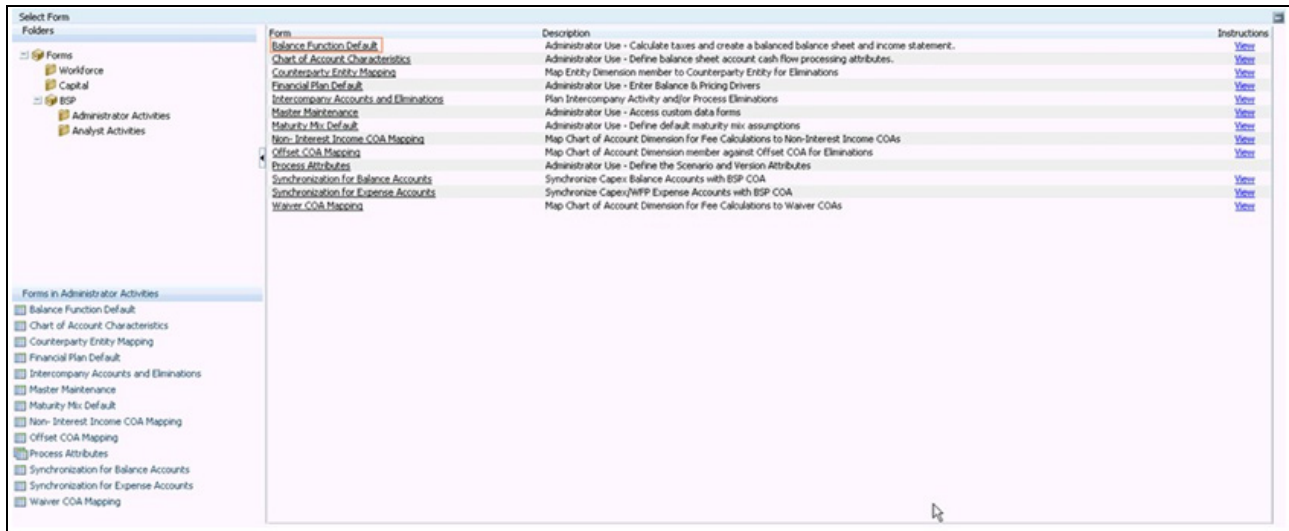 Select Form
Folders
Forms
Workforce
Capital
BSP
Administrator Activities
Analyst Activities
Form Description Instructions
Balance Function Default Administrator Use - Calculate taxes and create a balanced balance sheet and income statement. View
Chart of Account Characteristics Administrator Use - Define balance sheet account cash flow processing attributes. View
Counterparty Entity Mapping Map Entity Dimension member to Counterparty Entity for Eliminations View
Financial Plan Default Administrator Use - Enter Balance & Pricing Drivers View
Intercompany Accounts and Eliminations Plan Intercompany Activity and/or Process Eliminations View
Master Maintenance Administrator Use - Access custom data forms View
Maturity Mix Default Administrator Use - Define default maturity mix assumptions View
Non- Interest Income COA Mapping Map Chart of Account Dimension for Fee Calculations to Non-Interest Income COAs View
Offset COA Mapping Map Chart of Account Dimension member against Offset COA for Eliminations View
Process Attributes Administrator Use - Define the Scenario and Version Attributes
Synchronization for Balance Accounts Synchronize Capex Balance Accounts with BSP COA View
Synchronization for Expense Accounts Synchronize Capex/WFP Expense Accounts with BSP COA View
Waiver COA Mapping Map Chart of Account Dimension for Fee Calculations to Waiver COAs View
Forms in Administrator Activities
Balance Function Default
Chart of Account Characteristics
Counterparty Entity Mapping
Financial Plan Default
Intercompany Accounts and Eliminations
Master Maintenance
Maturity Mix Default
Non- Interest Income COA Mapping
Offset COA Mapping
Process Attributes
Synchronization for Balance Accounts
Synchronization for Expense Accounts
Waiver COA Mapping